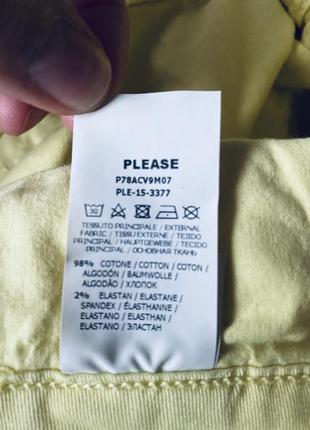 PLEASE
P78ACV9M07
PLE-15-3377
30
TESSUTO PRINCIPALE / EXTERNAL
FABRIC / TISSU EXTERNE / TEJIDO
PRINCIPAL / HAUPTGEWEBE / TECIDO
PRINCIPAL / ОСНОВНАЯ ТКАНЬ
98% COTONE / COTTON / COTON /
ALGODÓN / BAUMWOLLE /
ALGODÃO / ХЛОПОК
2% ELASTAN / ELASTANE /
SPANDEX / ÉLASTHANNE /
ELASTANO / ELASTHAN /
ELASTANO / ЭЛАСТАН